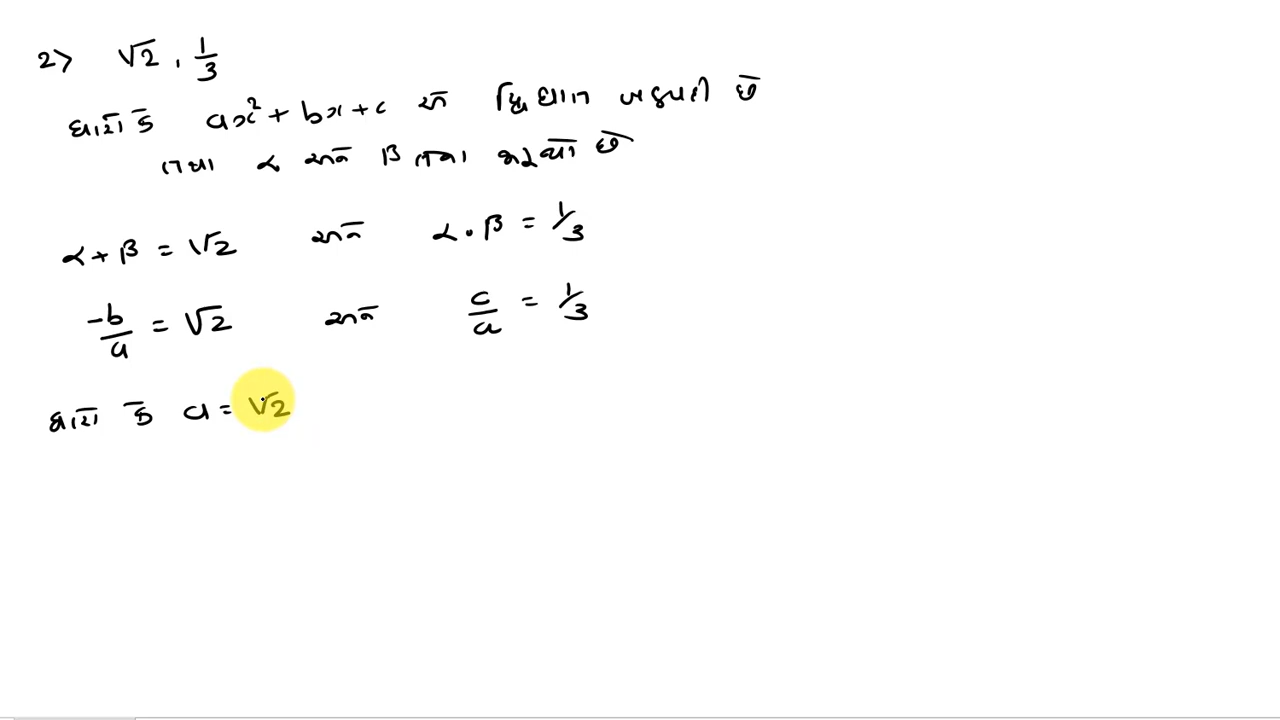 2> √2 , 1/3
ધારો કે ax² + bx + c એ દ્વિઘાત બહુપદી છે
તથા α અને β તેના શૂન્યો છે
α + β = √2 અને α . β = 1/3
-b/a = √2 અને c/a = 1/3
ધારો કે a = √2